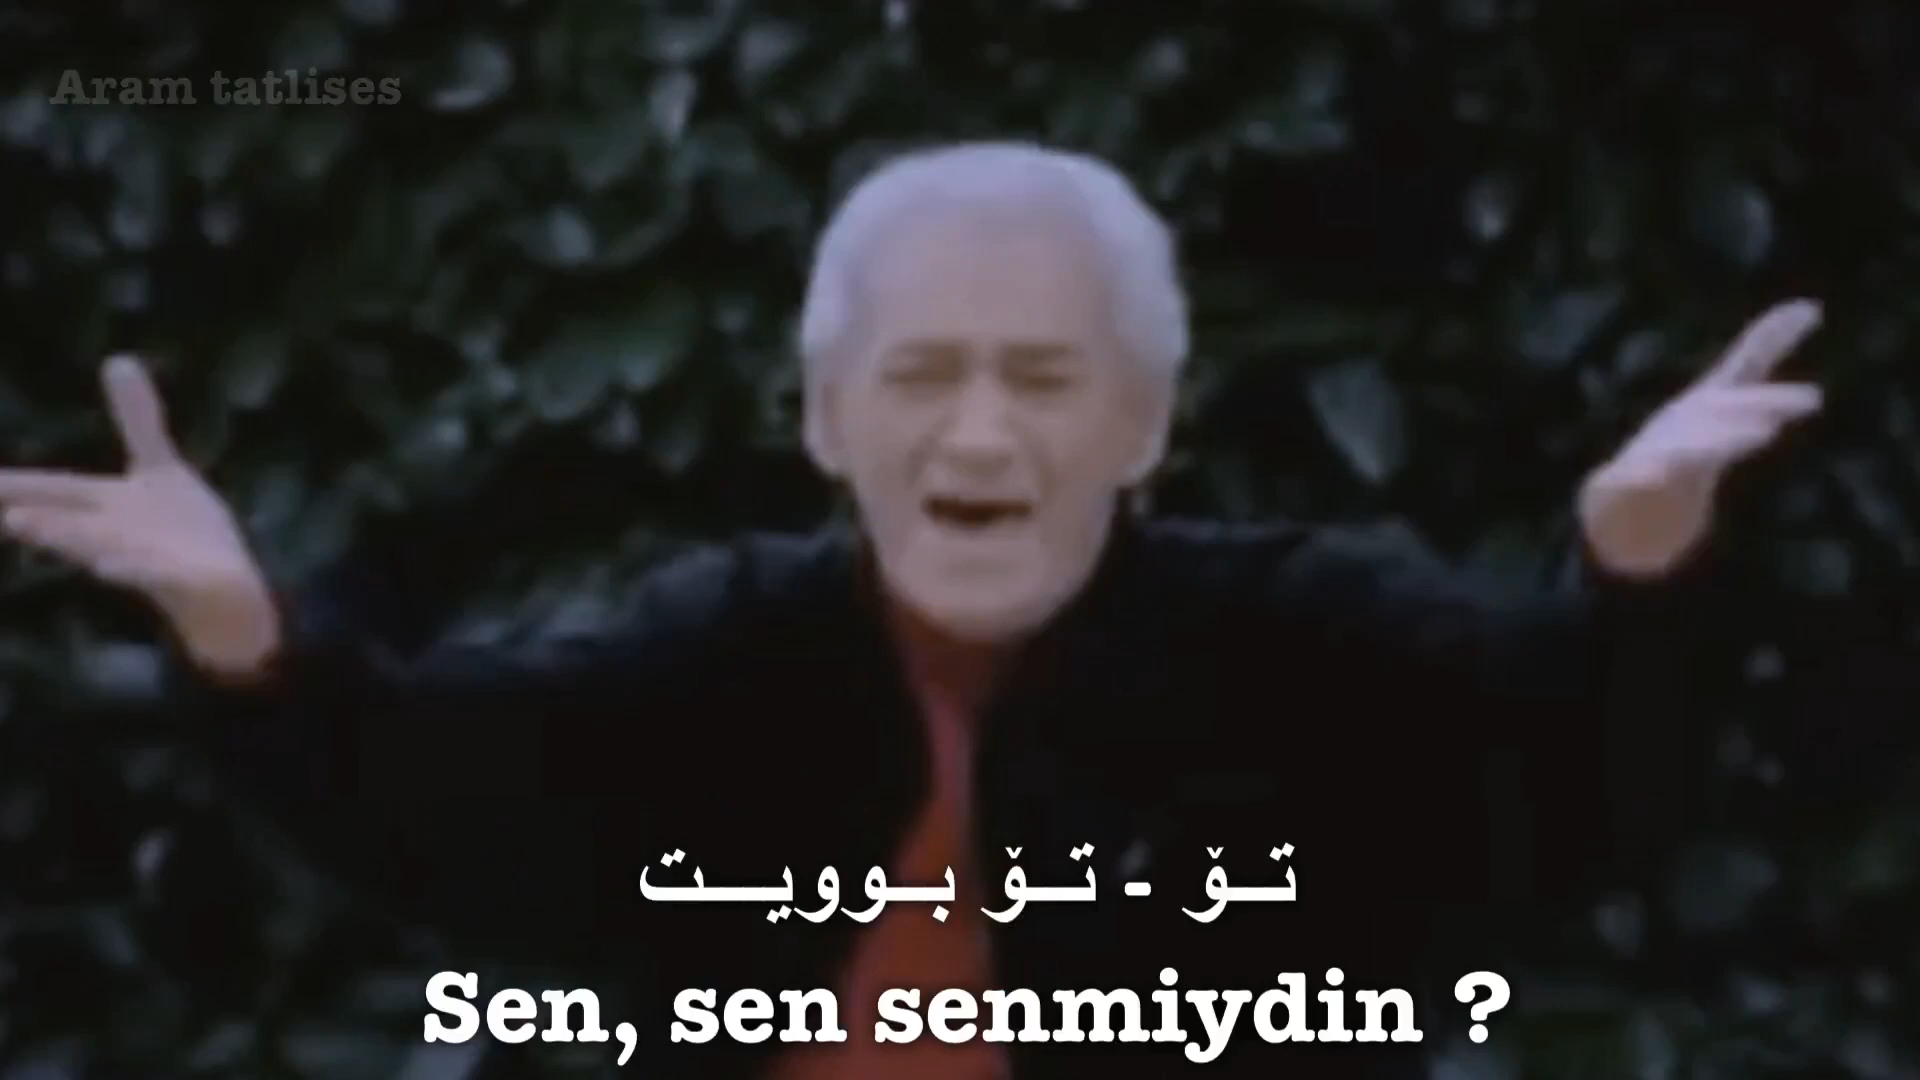 Aram tatlises
تۆ - تۆ بوویت
Sen, sen senmiydin ?